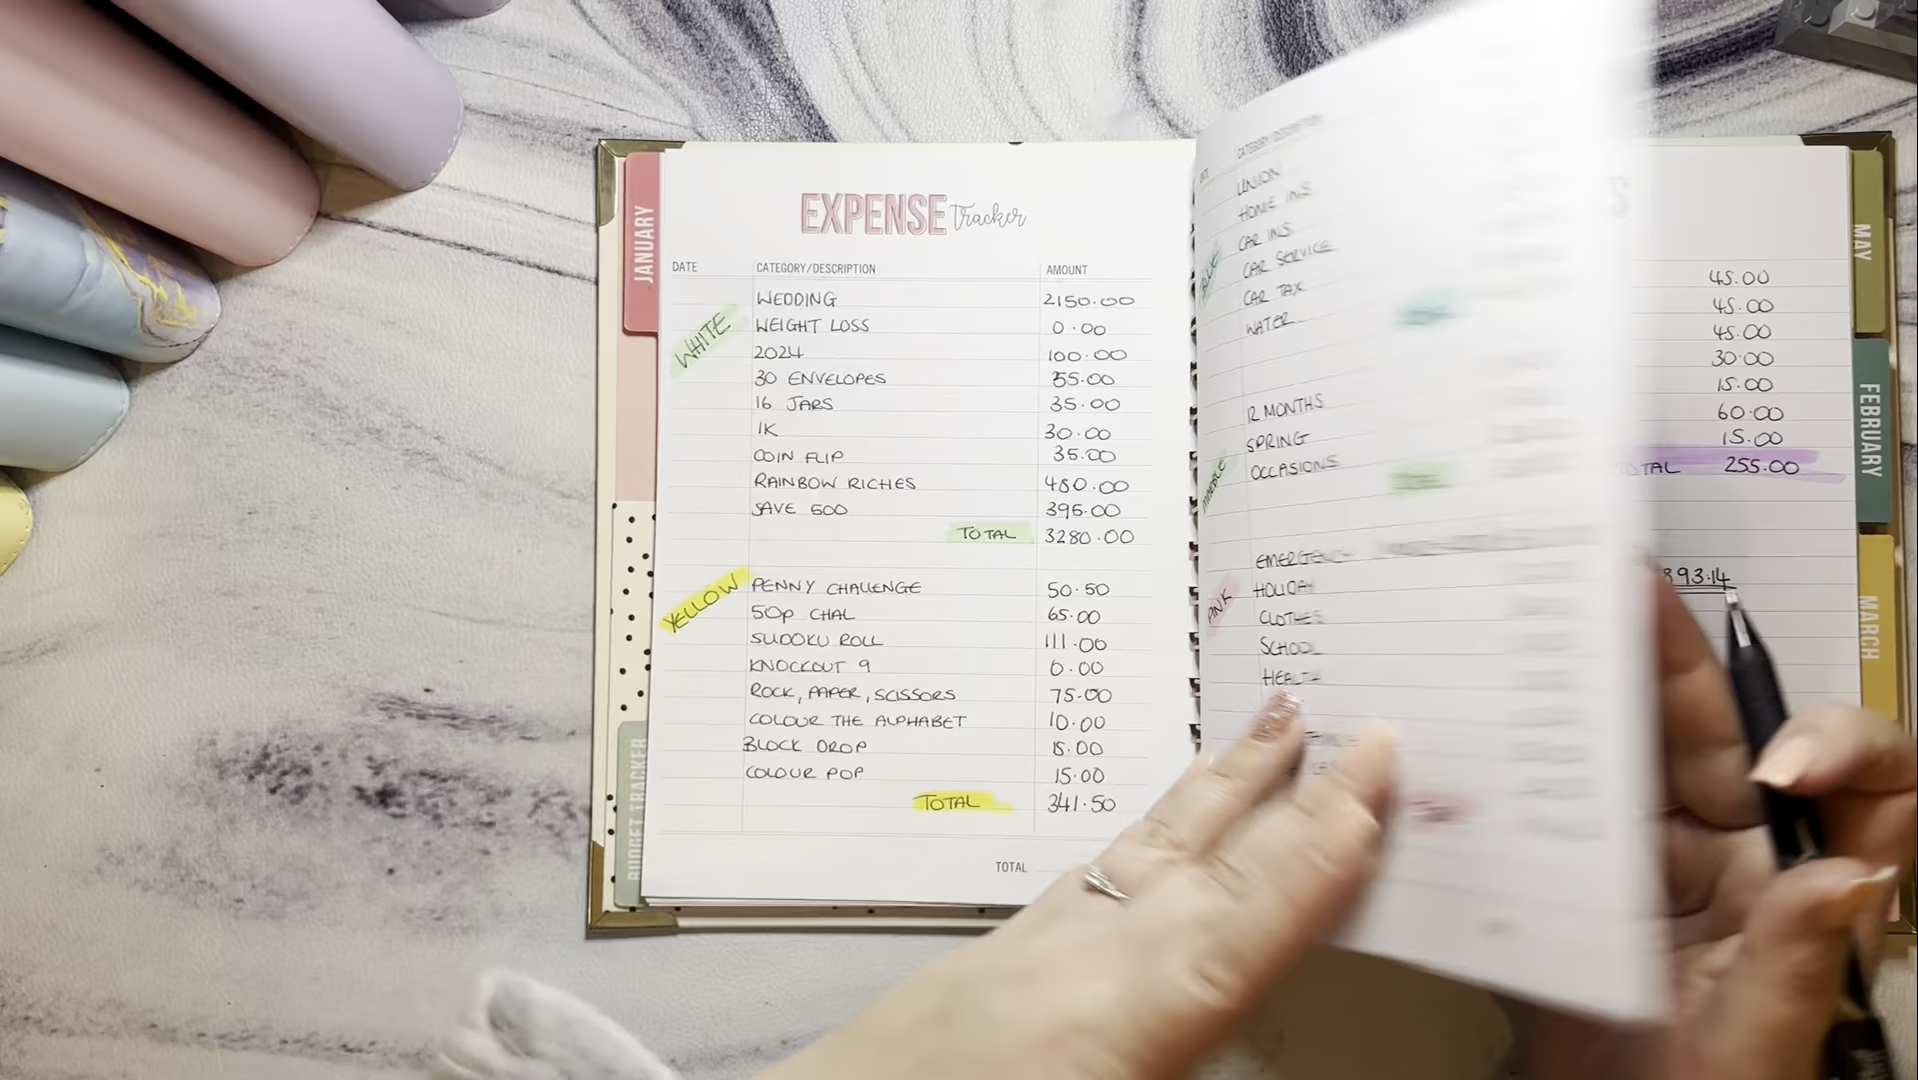 EXPENSE Tracker
DATE CATEGORY/DESCRIPTION AMOUNT
WHITE
WEDDING 2150.00
WEIGHT LOSS 0.00
2024 100.00
30 ENVELOPES 55.00
16 JARS 35.00
1K 30.00
COIN FLIP 35.00
RAINBOW RICHES 480.00
SAVE 500 395.00
TOTAL 3280.00
YELLOW
PENNY CHALLENGE 50.50
50p CHAL 65.00
SUDOKU ROLL 111.00
KNOCKOUT 9 0.00
ROCK, PAPER, SCISSORS 75.00
COLOUR THE ALPHABET 10.00
BLOCK DROP 15.00
COLOUR POP 15.00
TOTAL 341.50
TOTAL
JANUARY
BUDGET TRACKER
CATEGORY/DESCRIPTION
UNION
HOME INS
CAR INS
CAR SERVICE
CAR TAX
WATER
12 MONTHS
SPRING
OCCASIONS
PINK
EMERGENCY
HOLIDAY
CLOTHES
SCHOOL
HEALTH
45.00
45.00
45.00
30.00
15.00
60.00
15.00
TOTAL 255.00
893.14
MAY
FEBRUARY
MARCH